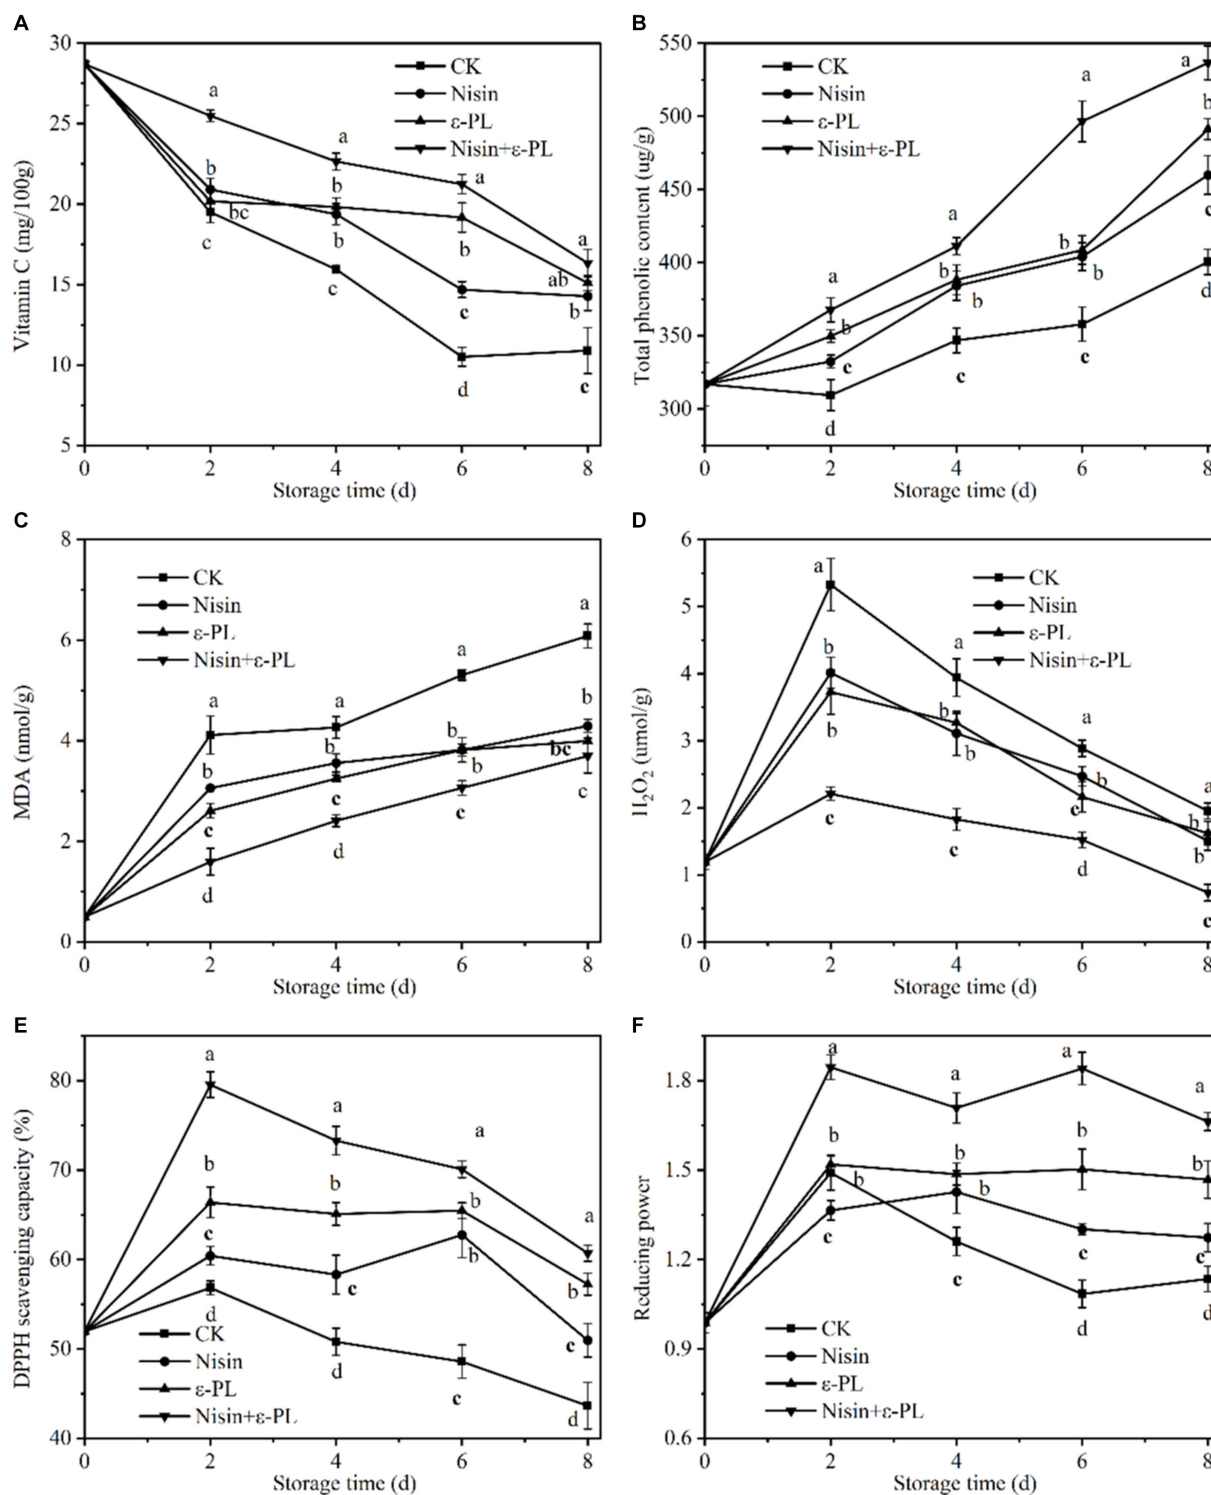 A
B
30
25
20
15
10
5
Vitamin C (mg/100g)
CK
Nisin
ε-PL
Nisin+ε-PL
a
a
a
a
b
b
bc
b
b
c
c
c
ab
b
d
c
0 2 4 6 8
Storage time (d)
550
500
450
400
350
300
Total phenolic content (ug/g)
CK
Nisin
ε-PL
Nisin+ε-PL
a
a
a
a
b
b
b
b
b
b
c
c
c
c
d
d
0 2 4 6 8
Storage time (d)
C
D
8
6
4
2
0
MDA (nmol/g)
CK
Nisin
ε-PL
Nisin+ε-PL
a
a
a
a
b
b
b
b
b
bc
c
c
c
c
d
d
0 2 4 6 8
Storage time (d)
6
5
4
3
2
1
0
H₂O₂ (umol/g)
CK
Nisin
ε-PL
Nisin+ε-PL
a
a
a
a
b
b
b
b
b
b
b
c
c
c
d
c
0 2 4 6 8
Storage time (d)
E
F
80
70
60
50
40
DPPH scavenging capacity (%)
a
a
a
a
b
b
b
b
b
c
c
c
d
d
c
d
CK
Nisin
ε-PL
Nisin+ε-PL
0 2 4 6 8
Storage time (d)
1.8
1.5
1.2
0.9
0.6
Reducing power
a
a
a
a
b
b
b
b
b
b
c
c
c
c
d
d
CK
Nisin
ε-PL
Nisin+ε-PL
0 2 4 6 8
Storage time (d)